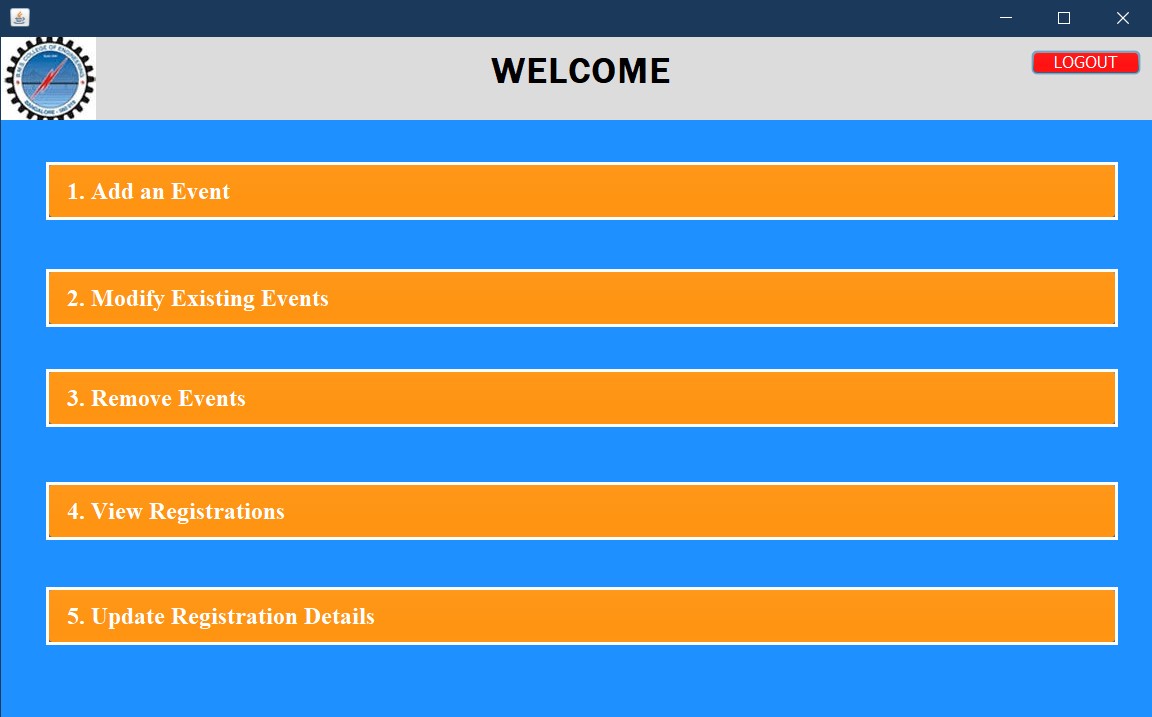 WELCOME
LOGOUT
1. Add an Event
2. Modify Existing Events
3. Remove Events
4. View Registrations
5. Update Registration Details